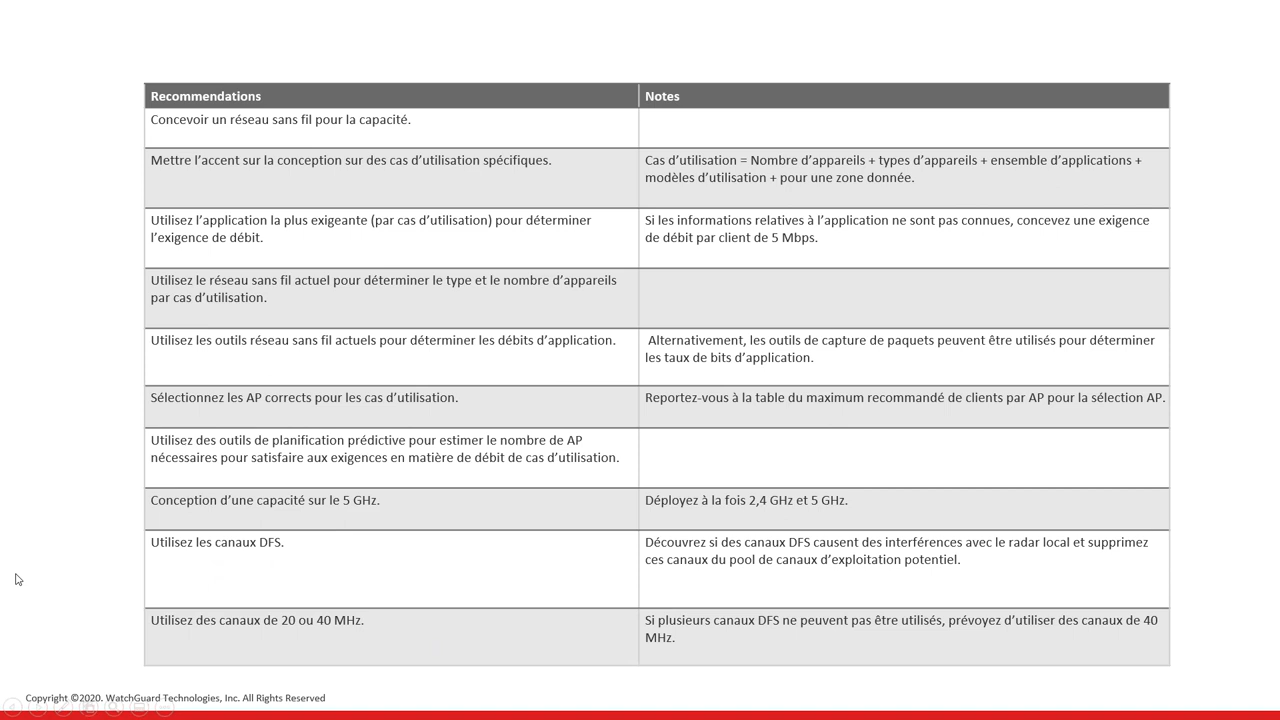 Recommendations
Notes
Concevoir un réseau sans fil pour la capacité.
Mettre l’accent sur la conception sur des cas d’utilisation spécifiques.
Cas d’utilisation = Nombre d’appareils + types d’appareils + ensemble d’applications +
modèles d’utilisation + pour une zone donnée.
Utilisez l’application la plus exigeante (par cas d’utilisation) pour déterminer
l’exigence de débit.
Si les informations relatives à l’application ne sont pas connues, concevez une exigence
de débit par client de 5 Mbps.
Utilisez le réseau sans fil actuel pour déterminer le type et le nombre d’appareils
par cas d’utilisation.
Utilisez les outils réseau sans fil actuels pour déterminer les débits d’application.
Alternativement, les outils de capture de paquets peuvent être utilisés pour déterminer
les taux de bits d’application.
Sélectionnez les AP corrects pour les cas d’utilisation.
Reportez-vous à la table du maximum recommandé de clients par AP pour la sélection AP.
Utilisez des outils de planification prédictive pour estimer le nombre de AP
nécessaires pour satisfaire aux exigences en matière de débit de cas d’utilisation.
Conception d’une capacité sur le 5 GHz.
Déployez à la fois 2,4 GHz et 5 GHz.
Utilisez les canaux DFS.
Découvrez si des canaux DFS causent des interférences avec le radar local et supprimez
ces canaux du pool de canaux d’exploitation potentiel.
Utilisez des canaux de 20 ou 40 MHz.
Si plusieurs canaux DFS ne peuvent pas être utilisés, prévoyez d’utiliser des canaux de 40
MHz.
Copyright ©2020. WatchGuard Technologies, Inc. All Rights Reserved